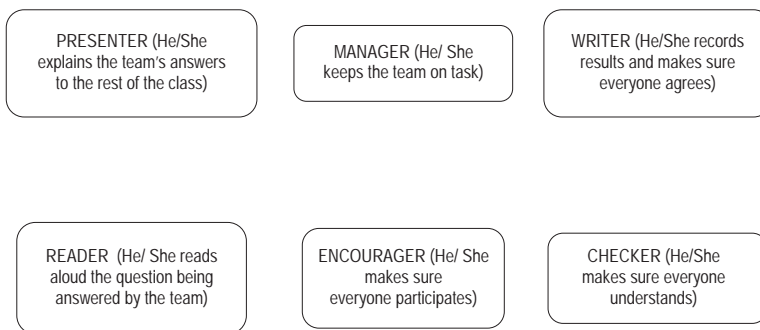 PRESENTER (He/She
explains the team's answers
to the rest of the class)
MANAGER (He/ She
keeps the team on task)
WRITER (He/She records
results and makes sure
everyone agrees)
READER (He/ She reads
aloud the question being
answered by the team)
ENCOURAGER (He/ She
makes sure
everyone participates)
CHECKER (He/She
makes sure everyone
understands)